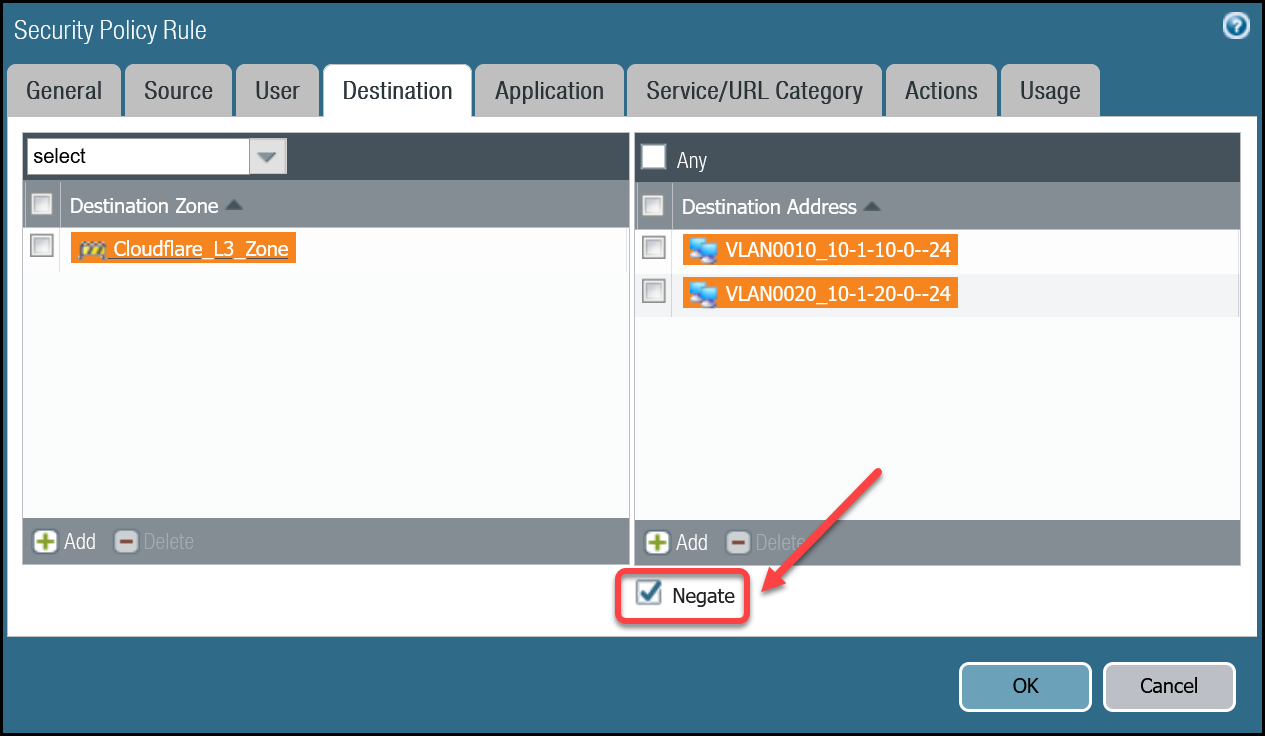 Security Policy Rule ?
General Source User Destination Application Service/URL Category Actions Usage
select
Any
Destination Zone
Destination Address
Cloudflare_L3_Zone
VLAN0010_10-1-10-0--24
VLAN0020_10-1-20-0--24
Add Delete
Add Delete
Negate
OK Cancel